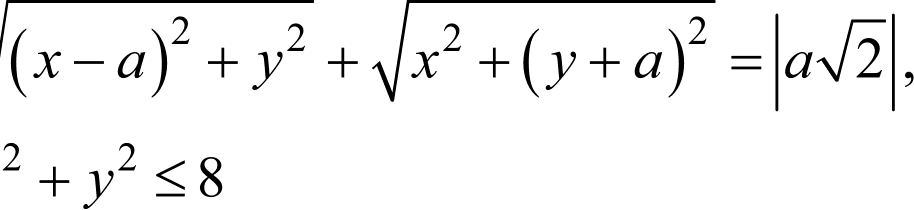 √((x − a)² + y²) + √(x² + (y + a)²) = |a√2|,
² + y² ≤ 8